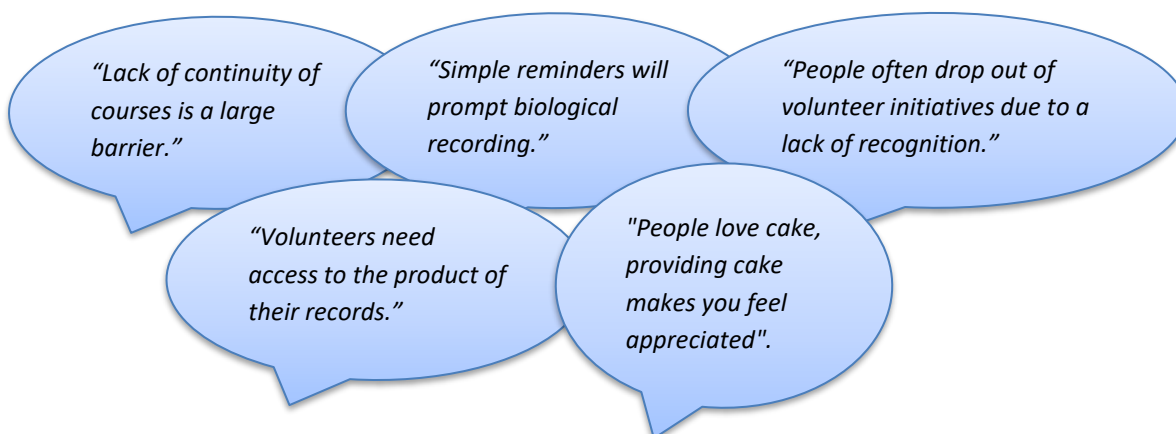 “Lack of continuity of
courses is a large
barrier.”
“Simple reminders will
prompt biological
recording.”
“People often drop out of
volunteer initiatives due to a
lack of recognition.”
“Volunteers need
access to the product of
their records.”
"People love cake,
providing cake
makes you feel
appreciated".